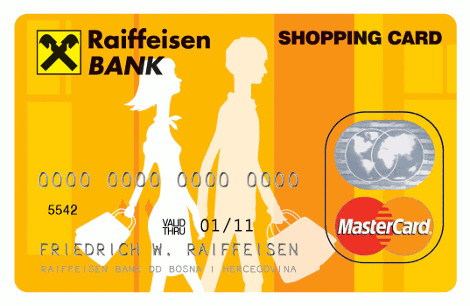 Raiffeisen
BANK
SHOPPING CARD
0000 0000 0000 0000
5542
VALID
THRU
01/11
MasterCard
FRIEDRICH W. RAIFFEISEN
RAIFFEISEN BANK DD BOSNA I HERCEGOVINA